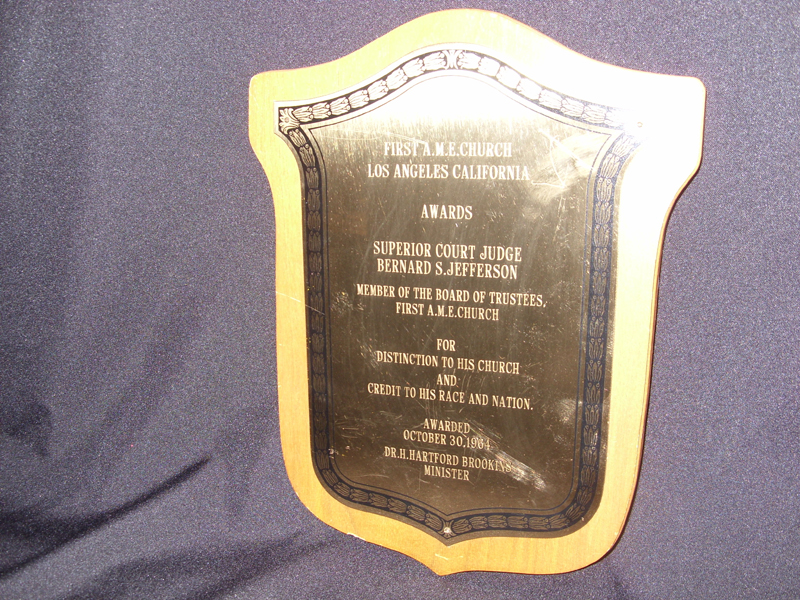 FIRST A.M.E.CHURCH
LOS ANGELES CALIFORNIA
AWARDS
SUPERIOR COURT JUDGE
BERNARD S.JEFFERSON
MEMBER OF THE BOARD OF TRUSTEES,
FIRST A.M.E.CHURCH
FOR
DISTINCTION TO HIS CHURCH
AND
CREDIT TO HIS RACE AND NATION.
AWARDED
OCTOBER 30,1964
DR.H.HARTFORD BROOKINS
MINISTER